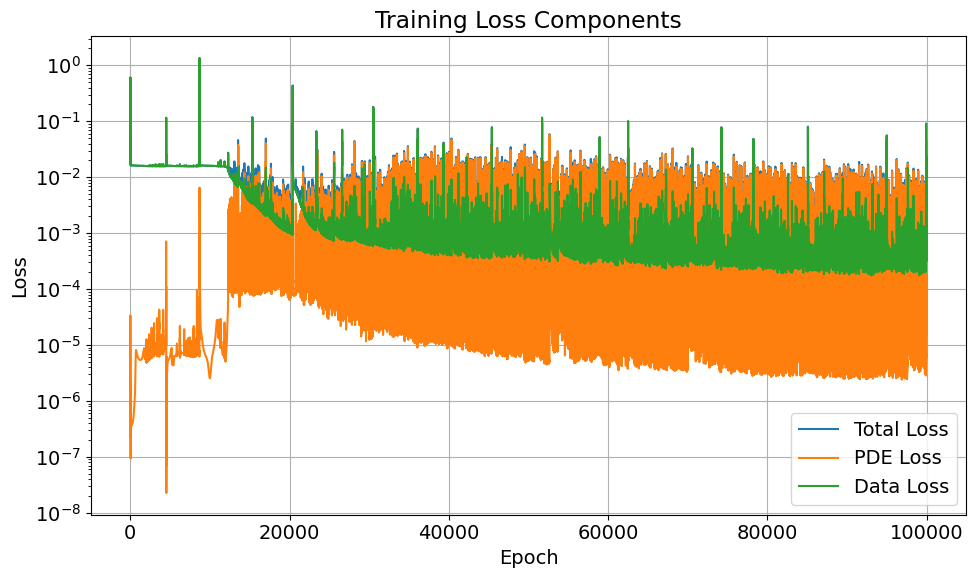 Training Loss Components
Loss
10⁰
10⁻¹
10⁻²
10⁻³
10⁻⁴
10⁻⁵
10⁻⁶
10⁻⁷
10⁻⁸
Total Loss
PDE Loss
Data Loss
0 20000 40000 60000 80000 100000
Epoch